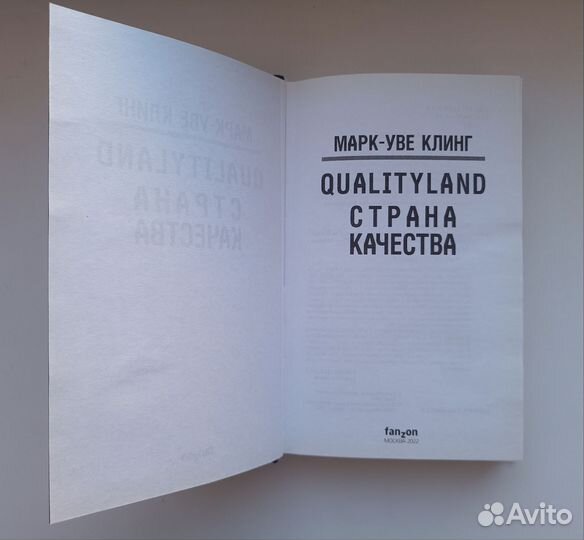 МАРК-УВЕ КЛИНГ
QUALITYLAND
СТРАНА
КАЧЕСТВА
fanzon
МОСКВА 2022
Avito